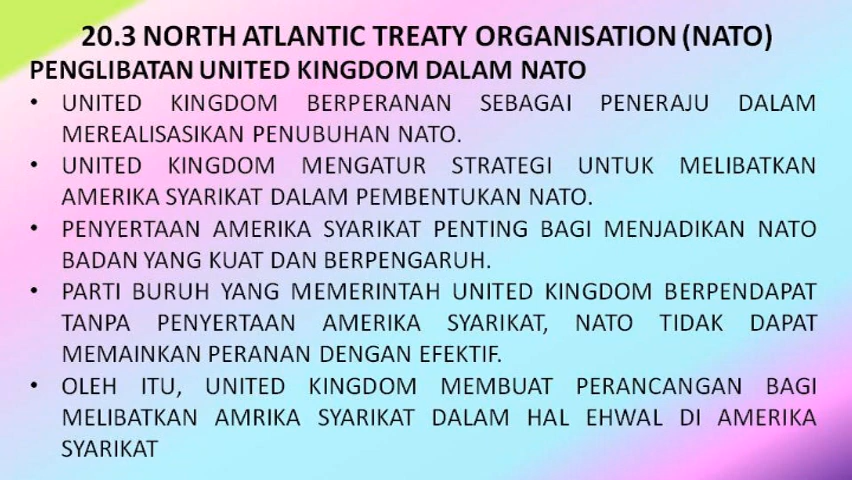 20.3 NORTH ATLANTIC TREATY ORGANISATION (NATO)
PENGLIBATAN UNITED KINGDOM DALAM NATO
• UNITED KINGDOM BERPERANAN SEBAGAI PENERAJU DALAM
MEREALISASIKAN PENUBUHAN NATO.
• UNITED KINGDOM MENGATUR STRATEGI UNTUK MELIBATKAN
AMERIKA SYARIKAT DALAM PEMBENTUKAN NATO.
• PENYERTAAN AMERIKA SYARIKAT PENTING BAGI MENJADIKAN NATO
BADAN YANG KUAT DAN BERPENGARUH.
• PARTI BURUH YANG MEMERINTAH UNITED KINGDOM BERPENDAPAT
TANPA PENYERTAAN AMERIKA SYARIKAT, NATO TIDAK DAPAT
MEMAINKAN PERANAN DENGAN EFEKTIF.
• OLEH ITU, UNITED KINGDOM MEMBUAT PERANCANGAN BAGI
MELIBATKAN AMRIKA SYARIKAT DALAM HAL EHWAL DI AMERIKA
SYARIKAT